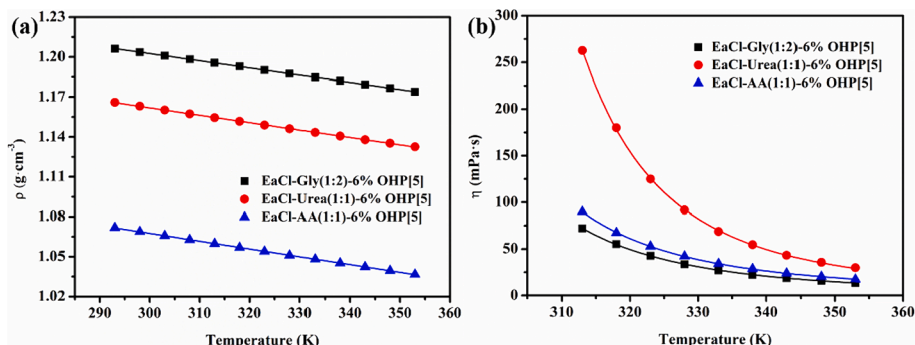 (a)
1.23
1.20
1.17
1.14
1.11
1.08
1.05
1.02
ρ (g·cm⁻³)
EaCl-Gly(1:2)-6% OHP[5]
EaCl-Urea(1:1)-6% OHP[5]
EaCl-AA(1:1)-6% OHP[5]
290 300 310 320 330 340 350 360
Temperature (K)
(b)
300
250
200
150
100
50
0
η (mPa·s)
EaCl-Gly(1:2)-6% OHP[5]
EaCl-Urea(1:1)-6% OHP[5]
EaCl-AA(1:1)-6% OHP[5]
310 320 330 340 350 360
Temperature (K)